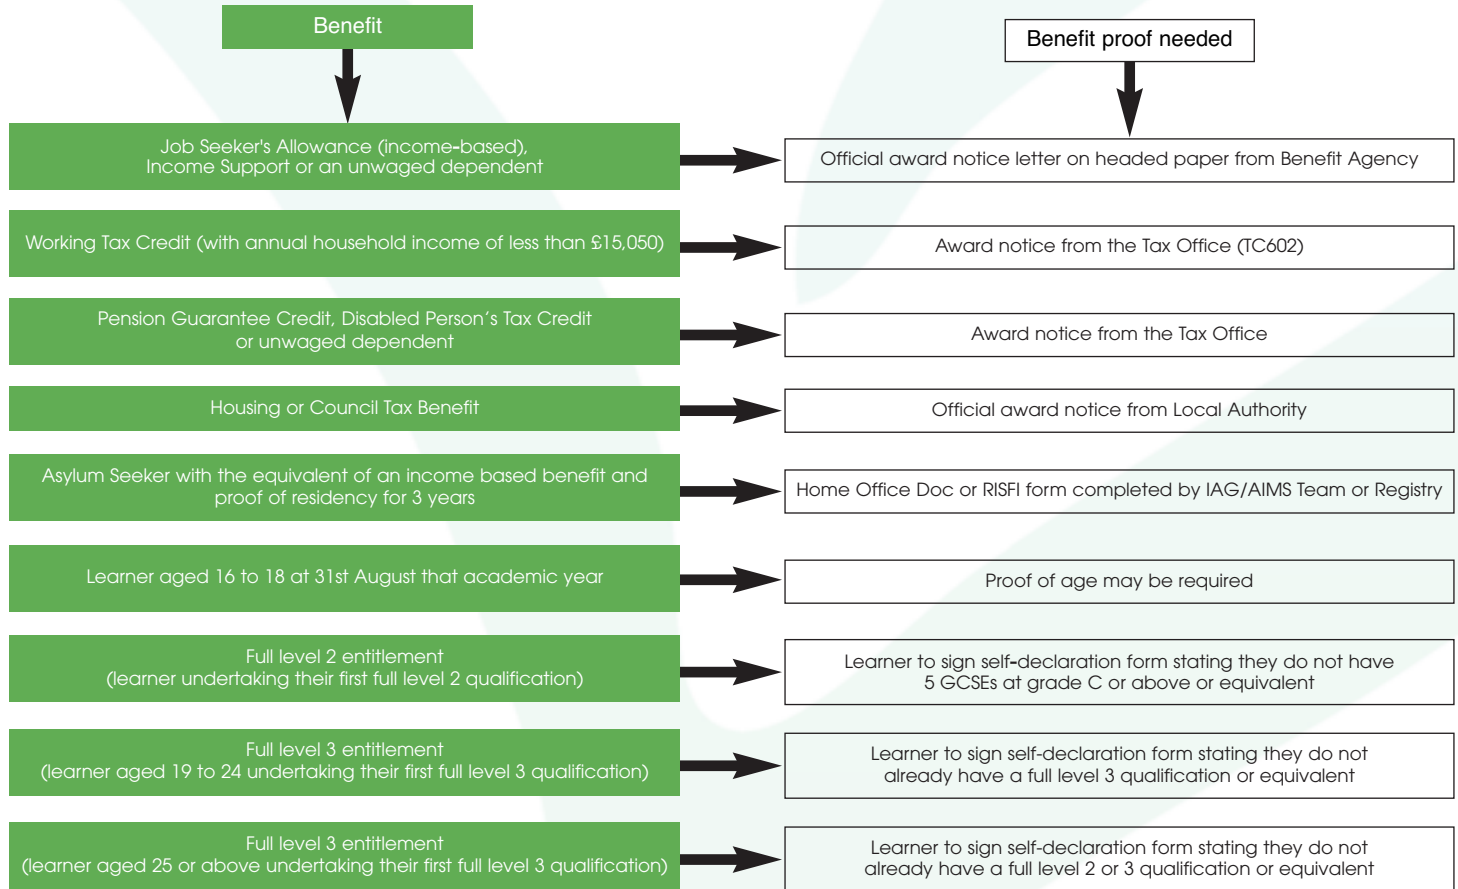 Benefit
Benefit proof needed
Job Seeker's Allowance (income-based),
Income Support or an unwaged dependent
Official award notice letter on headed paper from Benefit Agency
Working Tax Credit (with annual household income of less than £15,050)
Award notice from the Tax Office (TC602)
Pension Guarantee Credit, Disabled Person’s Tax Credit
or unwaged dependent
Award notice from the Tax Office
Housing or Council Tax Benefit
Official award notice from Local Authority
Asylum Seeker with the equivalent of an income based benefit and
proof of residency for 3 years
Home Office Doc or RISFI form completed by IAG/AIMS Team or Registry
Learner aged 16 to 18 at 31st August that academic year
Proof of age may be required
Full level 2 entitlement
(learner undertaking their first full level 2 qualification)
Learner to sign self-declaration form stating they do not have
5 GCSEs at grade C or above or equivalent
Full level 3 entitlement
(learner aged 19 to 24 undertaking their first full level 3 qualification)
Learner to sign self-declaration form stating they do not
already have a full level 3 qualification or equivalent
Full level 3 entitlement
(learner aged 25 or above undertaking their first full level 3 qualification)
Learner to sign self-declaration form stating they do not
already have a full level 2 or 3 qualification or equivalent